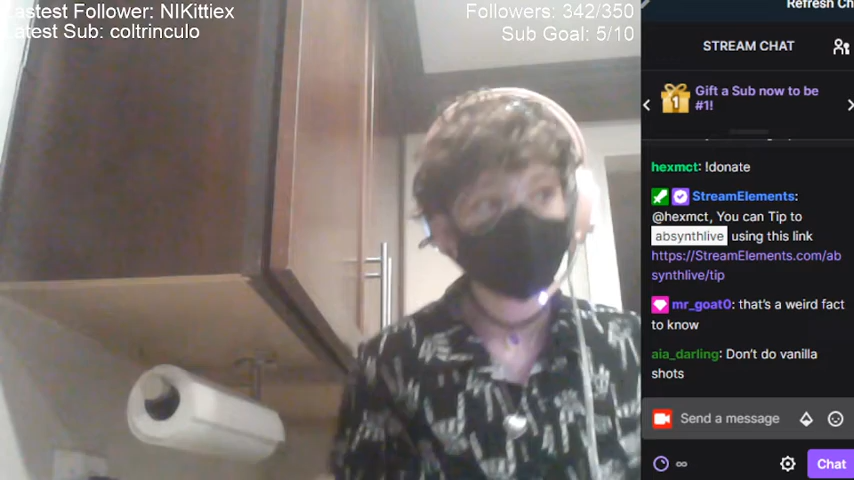 Lastest Follower: NIKittiex
Latest Sub: coltrinculo
Followers: 342/350
Sub Goal: 5/10
Refresh Ch
STREAM CHAT
1
Gift a Sub now to be
#1!
hexmct: !donate
StreamElements:
@hexmct, You can Tip to
absynthlive using this link
https://StreamElements.com/ab
synthlive/tip
mr_goat0: that's a weird fact
to know
aia_darling: Don't do vanilla
shots
Send a message
Chat